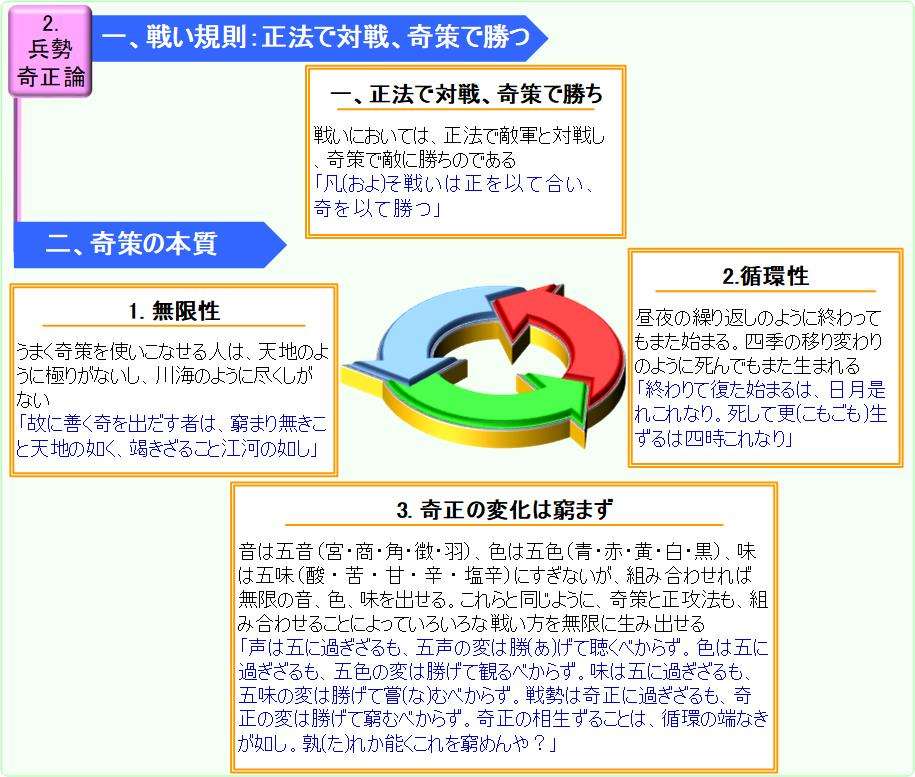 2.
兵勢
奇正論
一、戦い規則：正法で対戦、奇策で勝つ
一、正法で対戦、奇策で勝ち
戦いにおいては、正法で敵軍と対戦し
、奇策で敵に勝ちのである
「凡(およ)そ戦いは正を以て合い、
奇を以て勝つ」
二、奇策の本質
1. 無限性
うまく奇策を使いこなせる人は、天地のよ
うに極りがないし、川海のように尽くしが
ない
「故に善く奇を出だす者は、窮まり無きこ
と天地の如く、竭きざること江河の如し」
2.循環性
昼夜の繰り返しのように終わって
もまた始まる。四季の移り変わり
のように死んでもまた生まれる
「終わりて復た始まるは、日月是
れこれなり。死して更(こもごも)生
ずるは四時これなり」
3. 奇正の変化は窮まず
音は五音（宮・商・角・徴・羽）、色は五色（青・赤・黄・白・黒）、味
は五味（酸・苦・甘・辛・塩辛）にすぎないが、組み合わせれば
無限の音、色、味を出せる。これらと同じように、奇策と正攻法も、組
み合わせることによっていろいろな戦い方を無限に生み出せる
「声は五に過ぎざるも、五声の変は勝(あ)げて聴くべからず。色は五に
過ぎざるも、五色の変は勝げて観るべからず。味は五に過ぎざるも、
五味の変は勝げて嘗(な)むべからず。戦勢は奇正に過ぎざるも、奇
正の変は勝げて窮むべからず。奇正の相生ずることは、循環の端なき
が如し。孰(た)れか能くこれを窮めんや？」